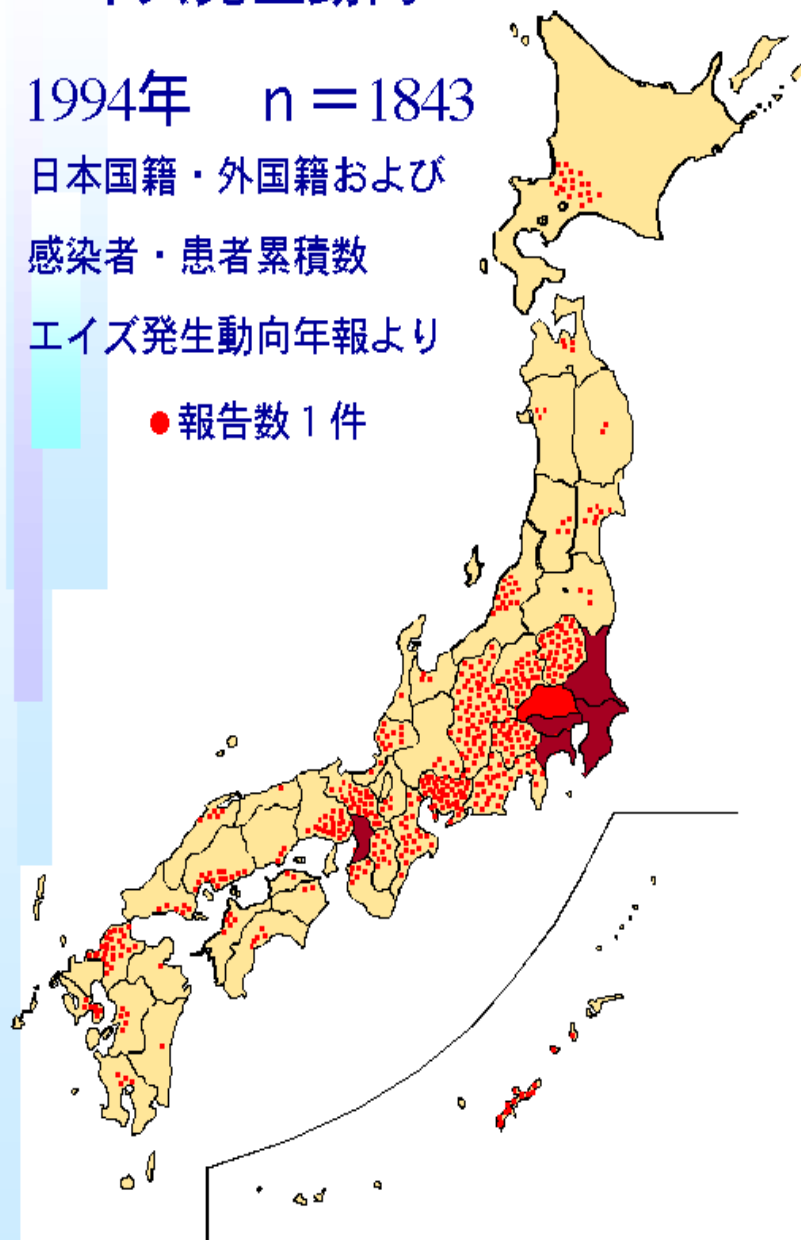 1994年 n＝1843
日本国籍・外国籍および
感染者・患者累積数
エイズ発生動向年報より
●報告数１件